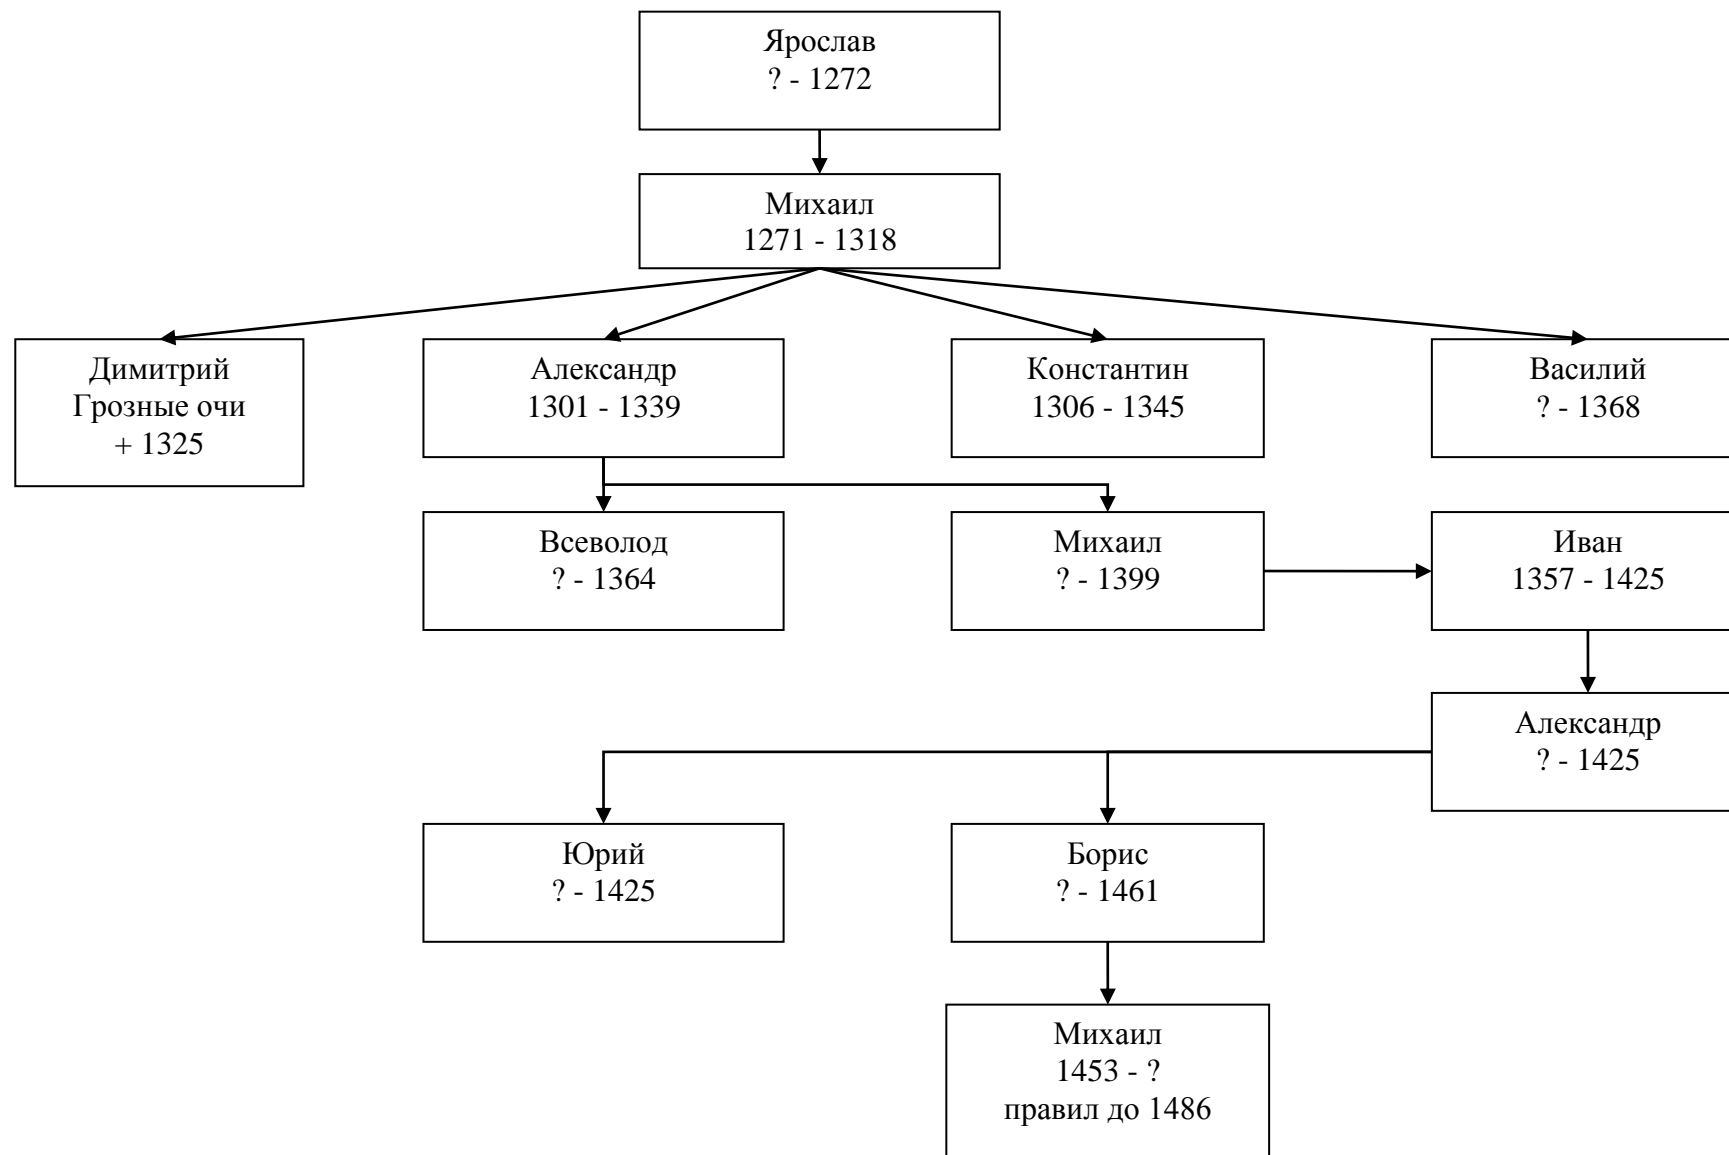 Ярослав
? - 1272
Михаил
1271 - 1318
Димитрий
Грозные очи
+ 1325
Александр
1301 - 1339
Константин
1306 - 1345
Василий
? - 1368
Всеволод
? - 1364
Михаил
? - 1399
Иван
1357 - 1425
Александр
? - 1425
Юрий
? - 1425
Борис
? - 1461
Михаил
1453 - ?
правил до 1486